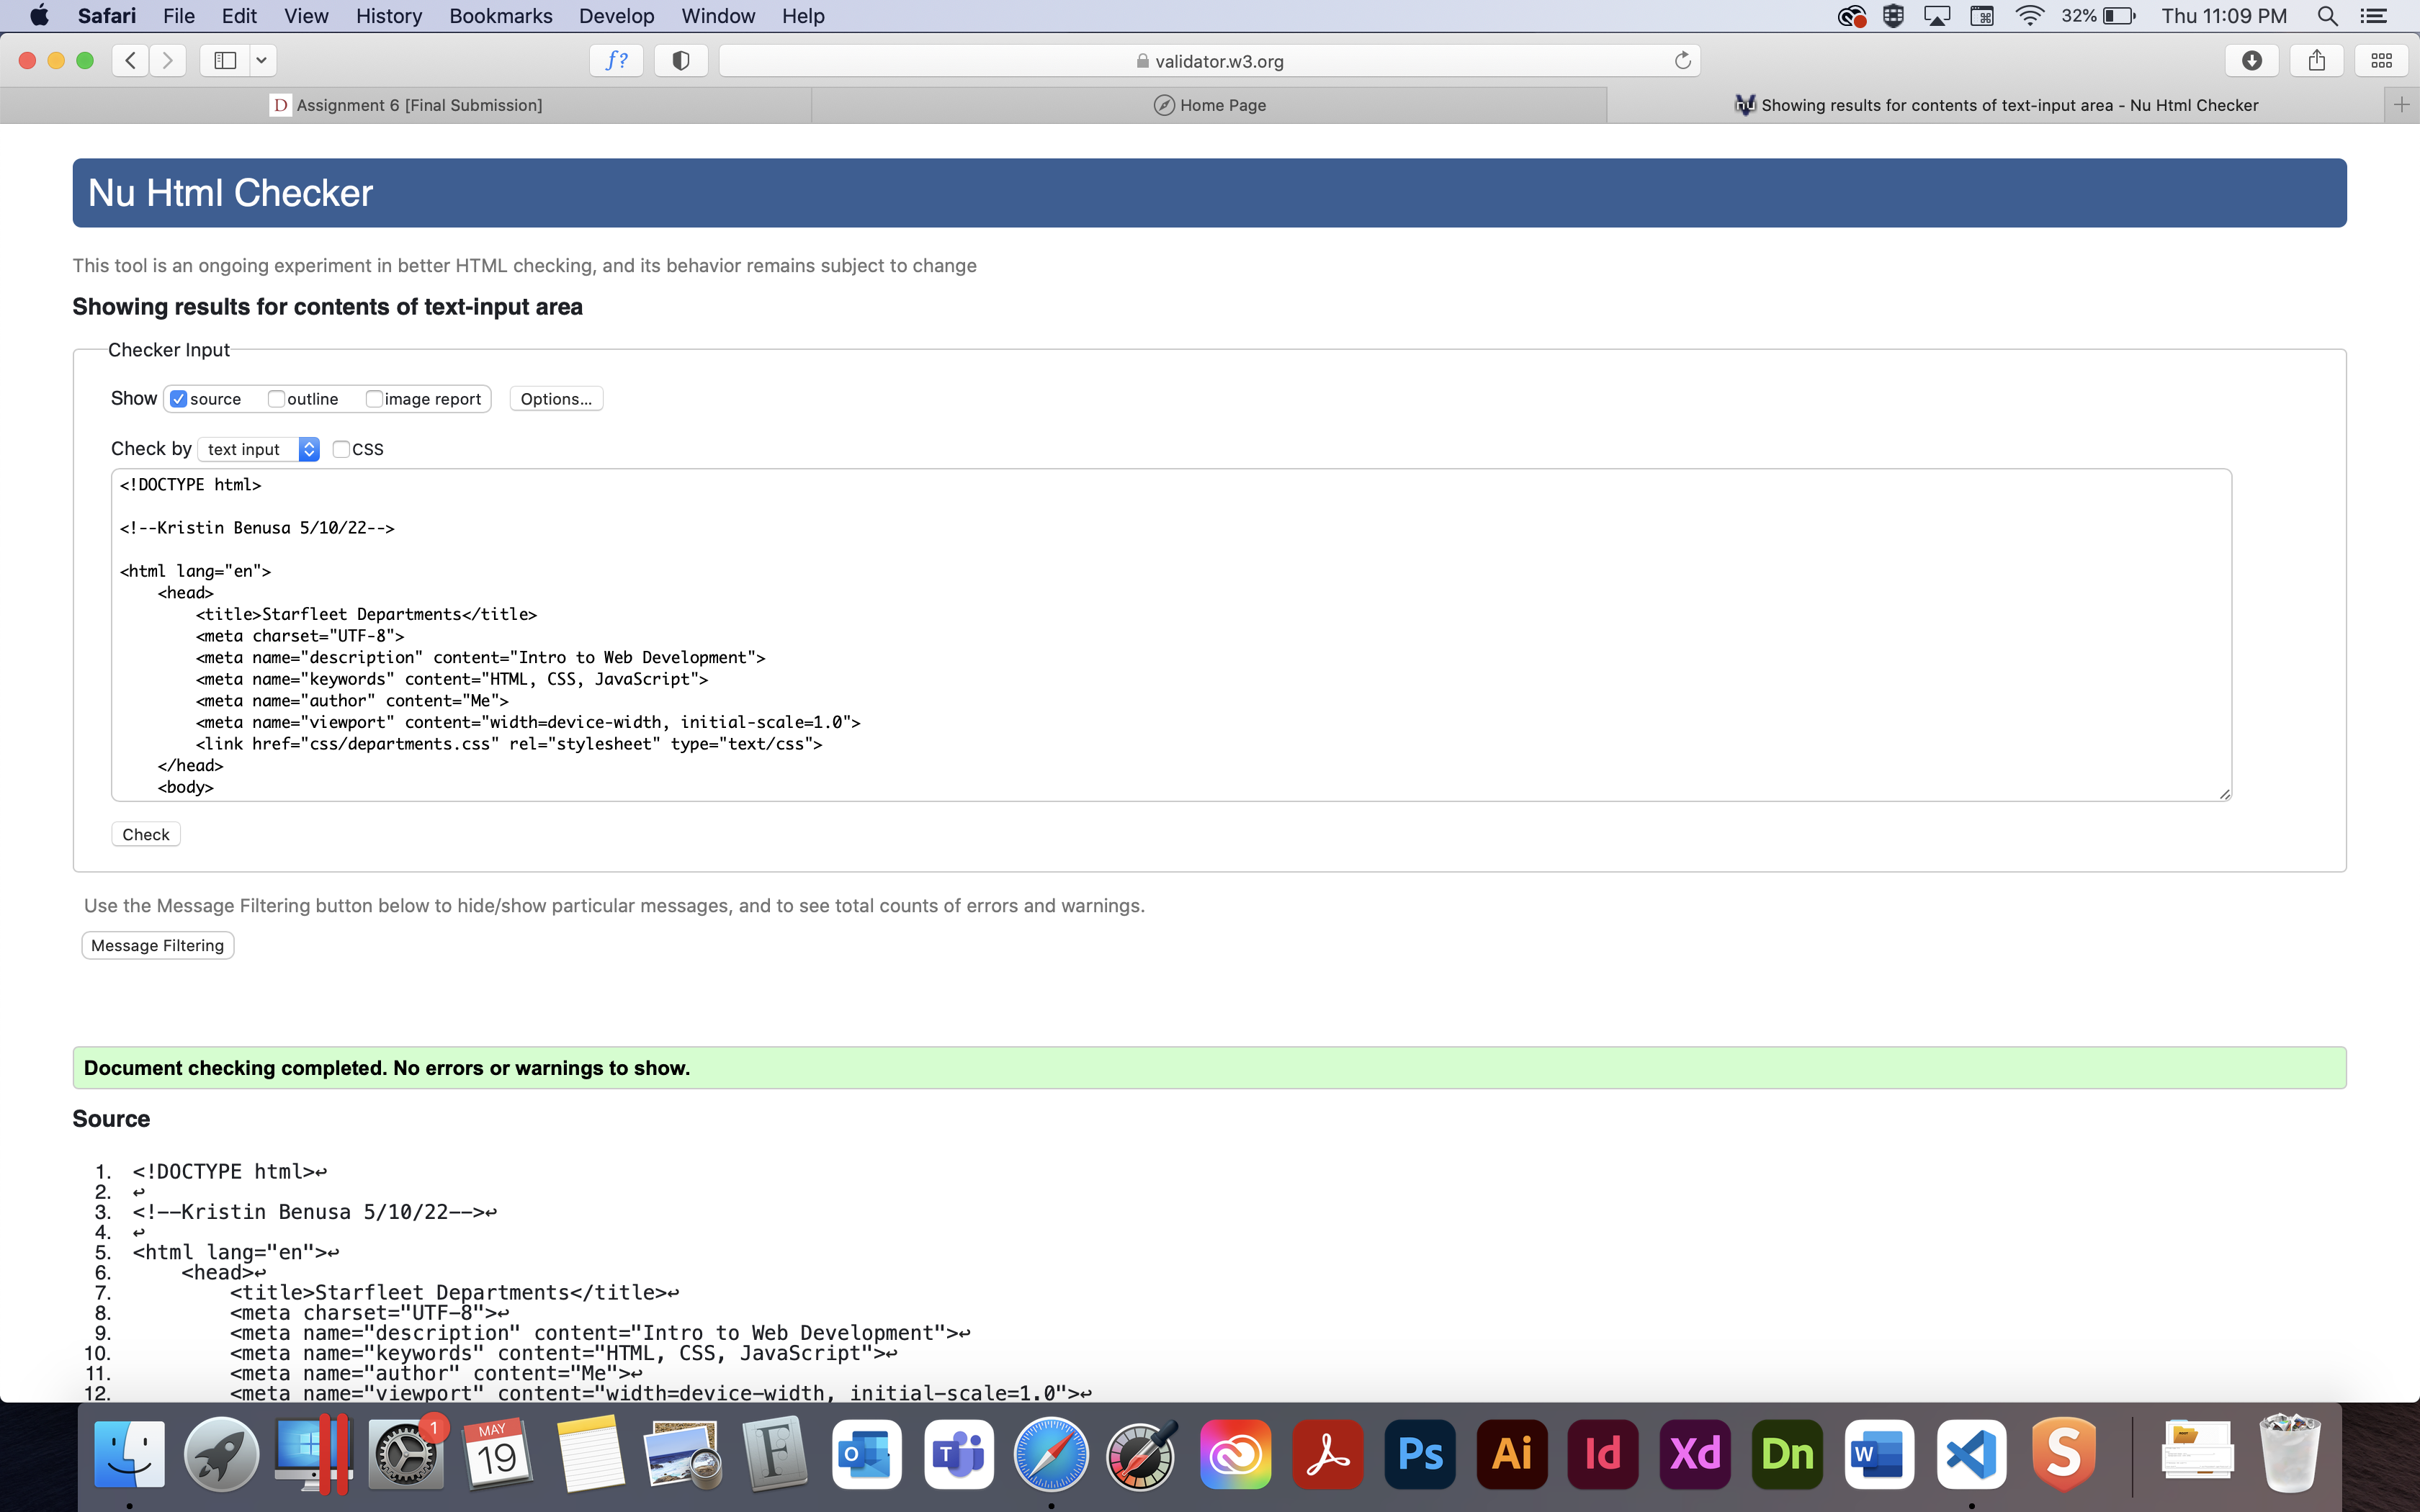 Safari File Edit View History Bookmarks Develop Window Help 32% Thu 11:09 PM
f? validator.w3.org
D Assignment 6 [Final Submission] Home Page nu Showing results for contents of text-input area - Nu Html Checker
Nu Html Checker
This tool is an ongoing experiment in better HTML checking, and its behavior remains subject to change
Showing results for contents of text-input area
Checker Input
Show source outline image report Options...
Check by text input CSS
<!DOCTYPE html>
<!--Kristin Benusa 5/10/22-->
<html lang="en">
<head>
<title>Starfleet Departments</title>
<meta charset="UTF-8">
<meta name="description" content="Intro to Web Development">
<meta name="keywords" content="HTML, CSS, JavaScript">
<meta name="author" content="Me">
<meta name="viewport" content="width=device-width, initial-scale=1.0">
<link href="css/departments.css" rel="stylesheet" type="text/css">
</head>
<body>
Check
Use the Message Filtering button below to hide/show particular messages, and to see total counts of errors and warnings.
Message Filtering
Document checking completed. No errors or warnings to show.
Source
1. <!DOCTYPE html>↩
2. ↩
3. <!--Kristin Benusa 5/10/22-->↩
4. ↩
5. <html lang="en">↩
6. <head>↩
7. <title>Starfleet Departments</title>↩
8. <meta charset="UTF-8">↩
9. <meta name="description" content="Intro to Web Development">↩
10. <meta name="keywords" content="HTML, CSS, JavaScript">↩
11. <meta name="author" content="Me">↩
12. <meta name="viewport" content="width=device-width, initial-scale=1.0">↩
1 MAY 19 F O T Ps Ai Id Xd Dn W S